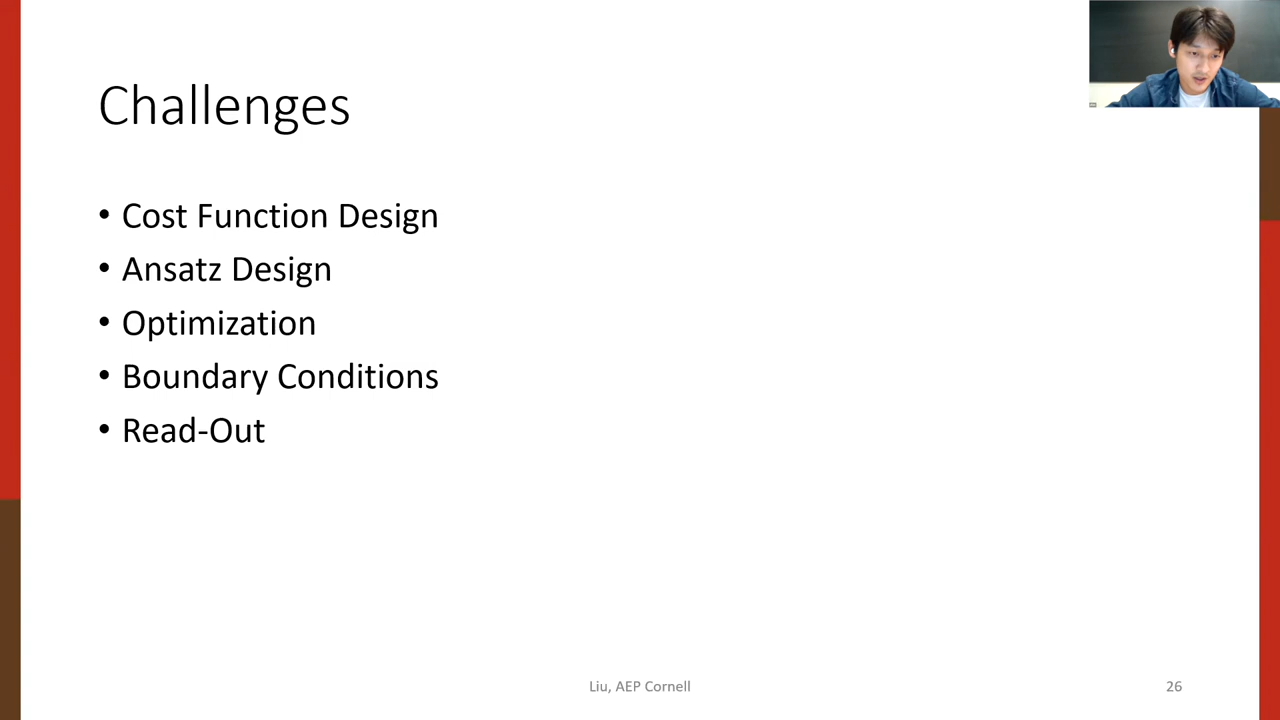 Challenges
• Cost Function Design
• Ansatz Design
• Optimization
• Boundary Conditions
• Read-Out
Liu, AEP Cornell
26